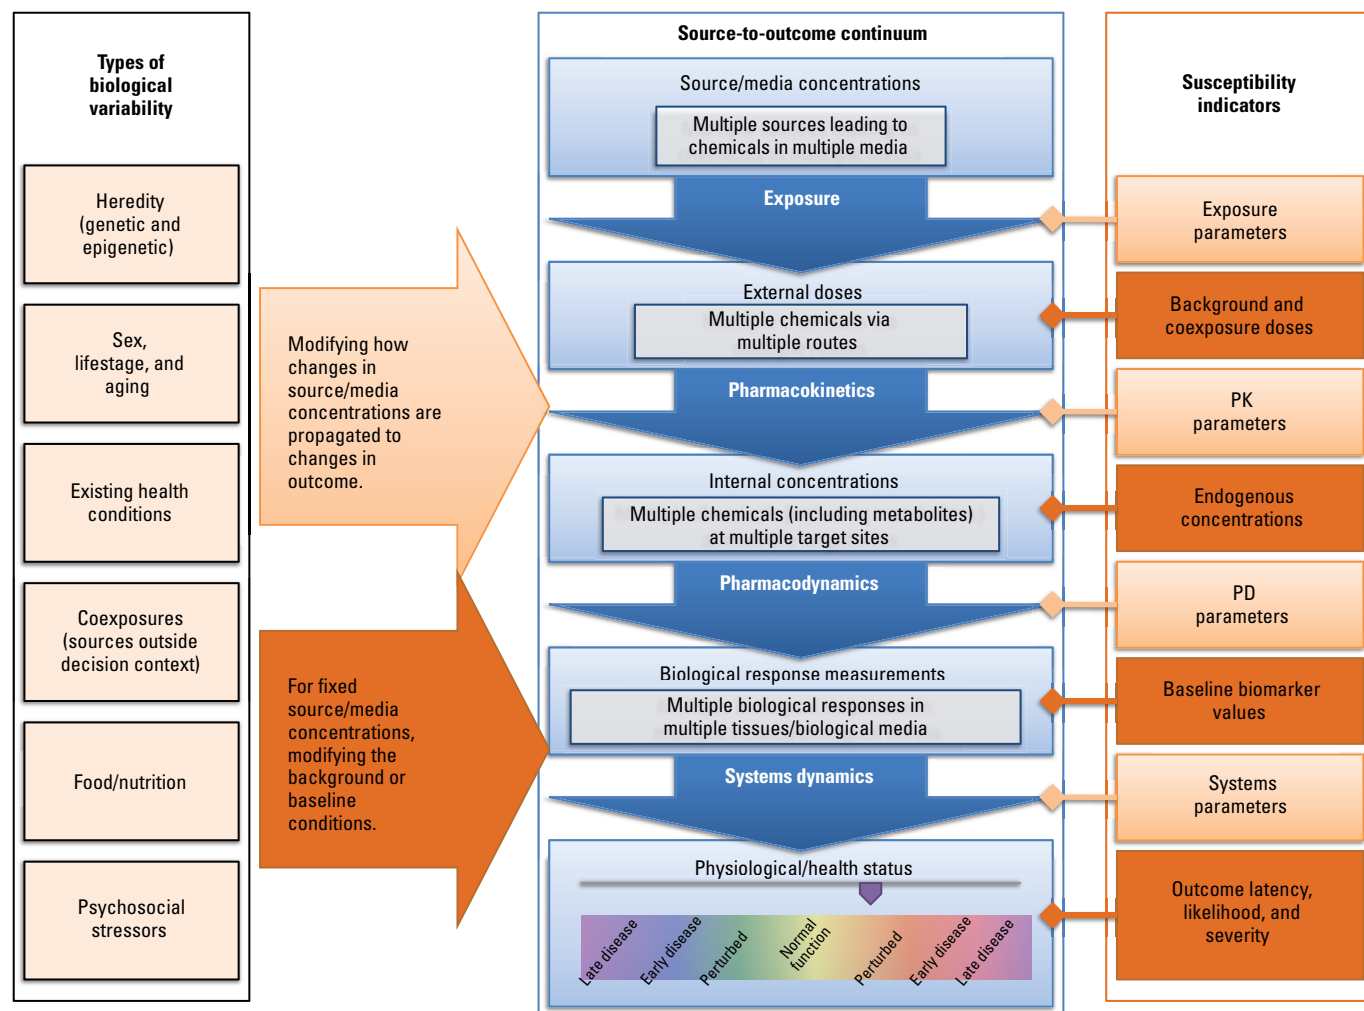 Types of
biological
variability
Heredity
(genetic and
epigenetic)
Sex,
lifestage, and
aging
Existing health
conditions
Coexposures
(sources outside
decision context)
Food/nutrition
Psychosocial
stressors
Modifying how
changes in
source/media
concentrations are
propagated to
changes in
outcome.
For fixed
source/media
concentrations,
modifying the
background or
baseline
conditions.
Source-to-outcome continuum
Source/media concentrations
Multiple sources leading to
chemicals in multiple media
Exposure
External doses
Multiple chemicals via
multiple routes
Pharmacokinetics
Internal concentrations
Multiple chemicals (including metabolites)
at multiple target sites
Pharmacodynamics
Biological response measurements
Multiple biological responses in
multiple tissues/biological media
Systems dynamics
Physiological/health status
Late disease
Early disease
Perturbed
Normal
function
Perturbed
Early disease
Late disease
Susceptibility
indicators
Exposure
parameters
Background and
coexposure doses
PK
parameters
Endogenous
concentrations
PD
parameters
Baseline biomarker
values
Systems
parameters
Outcome latency,
likelihood, and
severity